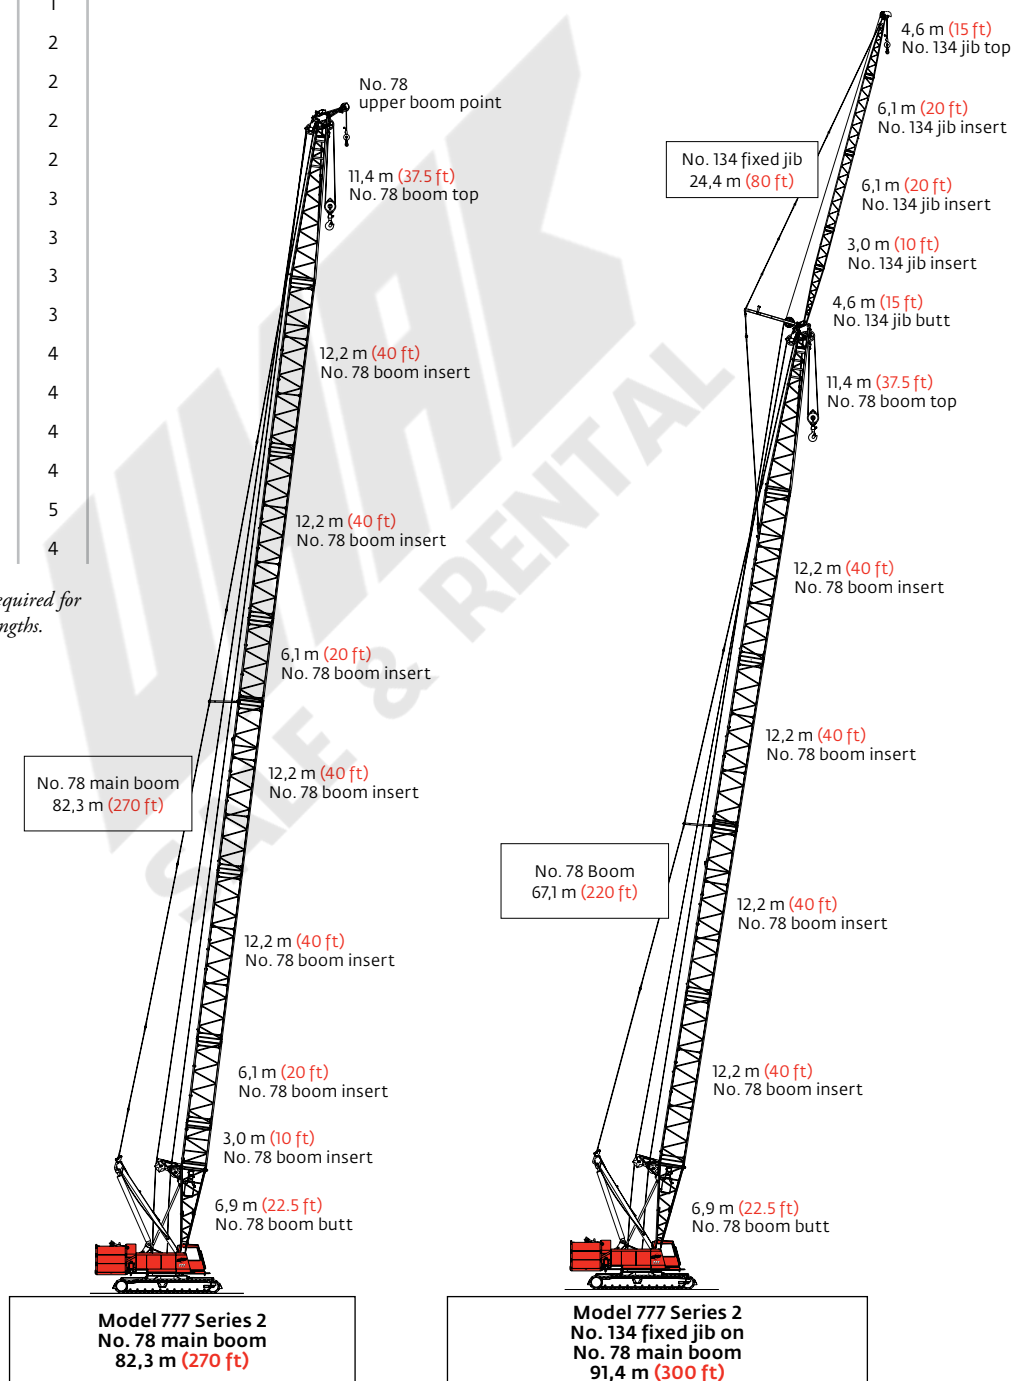 1
2
2
2
2
3
3
3
3
4
4
4
4
5
4
equired for
ngths.
No. 78
upper boom point
11,4 m (37.5 ft)
No. 78 boom top
12,2 m (40 ft)
No. 78 boom insert
12,2 m (40 ft)
No. 78 boom insert
6,1 m (20 ft)
No. 78 boom insert
No. 78 main boom
82,3 m (270 ft)
12,2 m (40 ft)
No. 78 boom insert
12,2 m (40 ft)
No. 78 boom insert
6,1 m (20 ft)
No. 78 boom insert
3,0 m (10 ft)
No. 78 boom insert
6,9 m (22.5 ft)
No. 78 boom butt
777
Model 777 Series 2
No. 78 main boom
82,3 m (270 ft)
4,6 m (15 ft)
No. 134 jib top
6,1 m (20 ft)
No. 134 jib insert
No. 134 fixed jib
24,4 m (80 ft)
6,1 m (20 ft)
No. 134 jib insert
3,0 m (10 ft)
No. 134 jib insert
4,6 m (15 ft)
No. 134 jib butt
11,4 m (37.5 ft)
No. 78 boom top
12,2 m (40 ft)
No. 78 boom insert
12,2 m (40 ft)
No. 78 boom insert
No. 78 Boom
67,1 m (220 ft)
12,2 m (40 ft)
No. 78 boom insert
12,2 m (40 ft)
No. 78 boom insert
6,9 m (22.5 ft)
No. 78 boom butt
777
Model 777 Series 2
No. 134 fixed jib on
No. 78 main boom
91,4 m (300 ft)
SALE & RENTAL